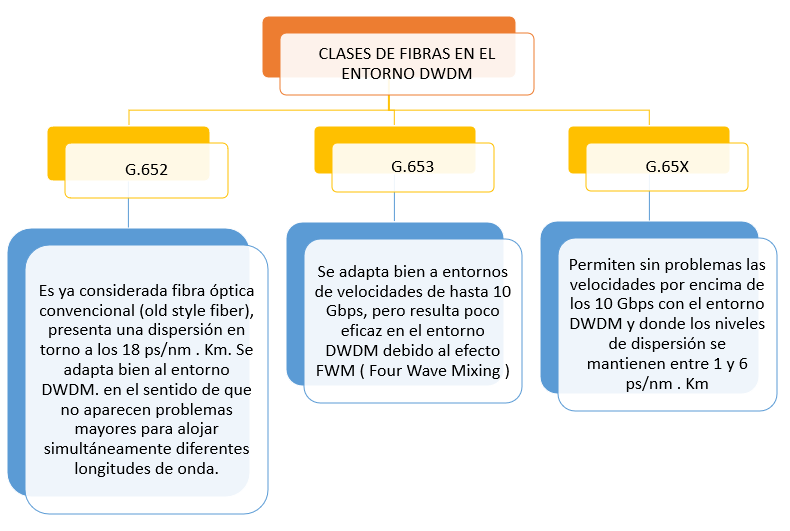 CLASES DE FIBRAS EN EL
ENTORNO DWDM
G.652
G.653
G.65X
Es ya considerada fibra óptica
convencional (old style fiber),
presenta una dispersión en
torno a los 18 ps/nm . Km. Se
adapta bien al entorno
DWDM. en el sentido de que
no aparecen problemas
mayores para alojar
simultáneamente diferentes
longitudes de onda.
Se adapta bien a entornos
de velocidades de hasta 10
Gbps, pero resulta poco
eficaz en el entorno
DWDM debido al efecto
FWM ( Four Wave Mixing )
Permiten sin problemas las
velocidades por encima de
los 10 Gbps con el entorno
DWDM y donde los niveles
de dispersión se
mantienen entre 1 y 6
ps/nm . Km